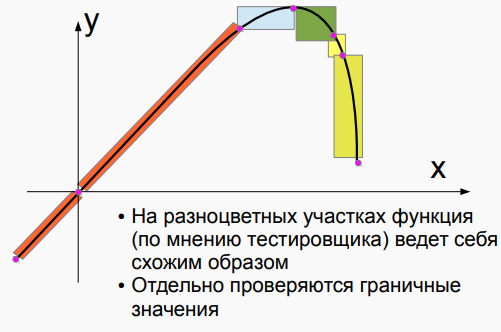 y
x
• На разноцветных участках функция
(по мнению тестировщика) ведет себя
схожим образом
• Отдельно проверяются граничные
значения